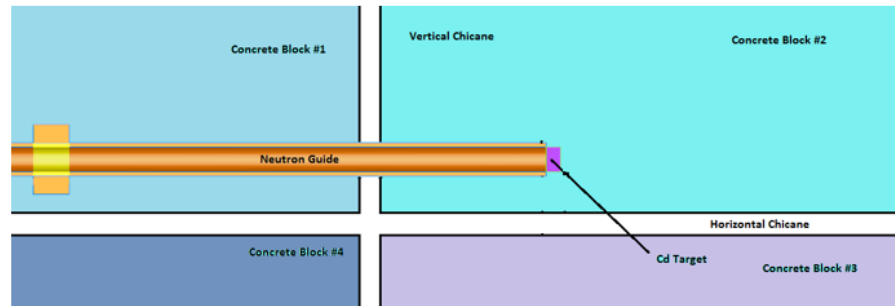 Vertical Chicane
Concrete Block #2
Concrete Block #1
Neutron Guide
Horizontal Chicane
Concrete Block #4
Cd Target
Concrete Block #3